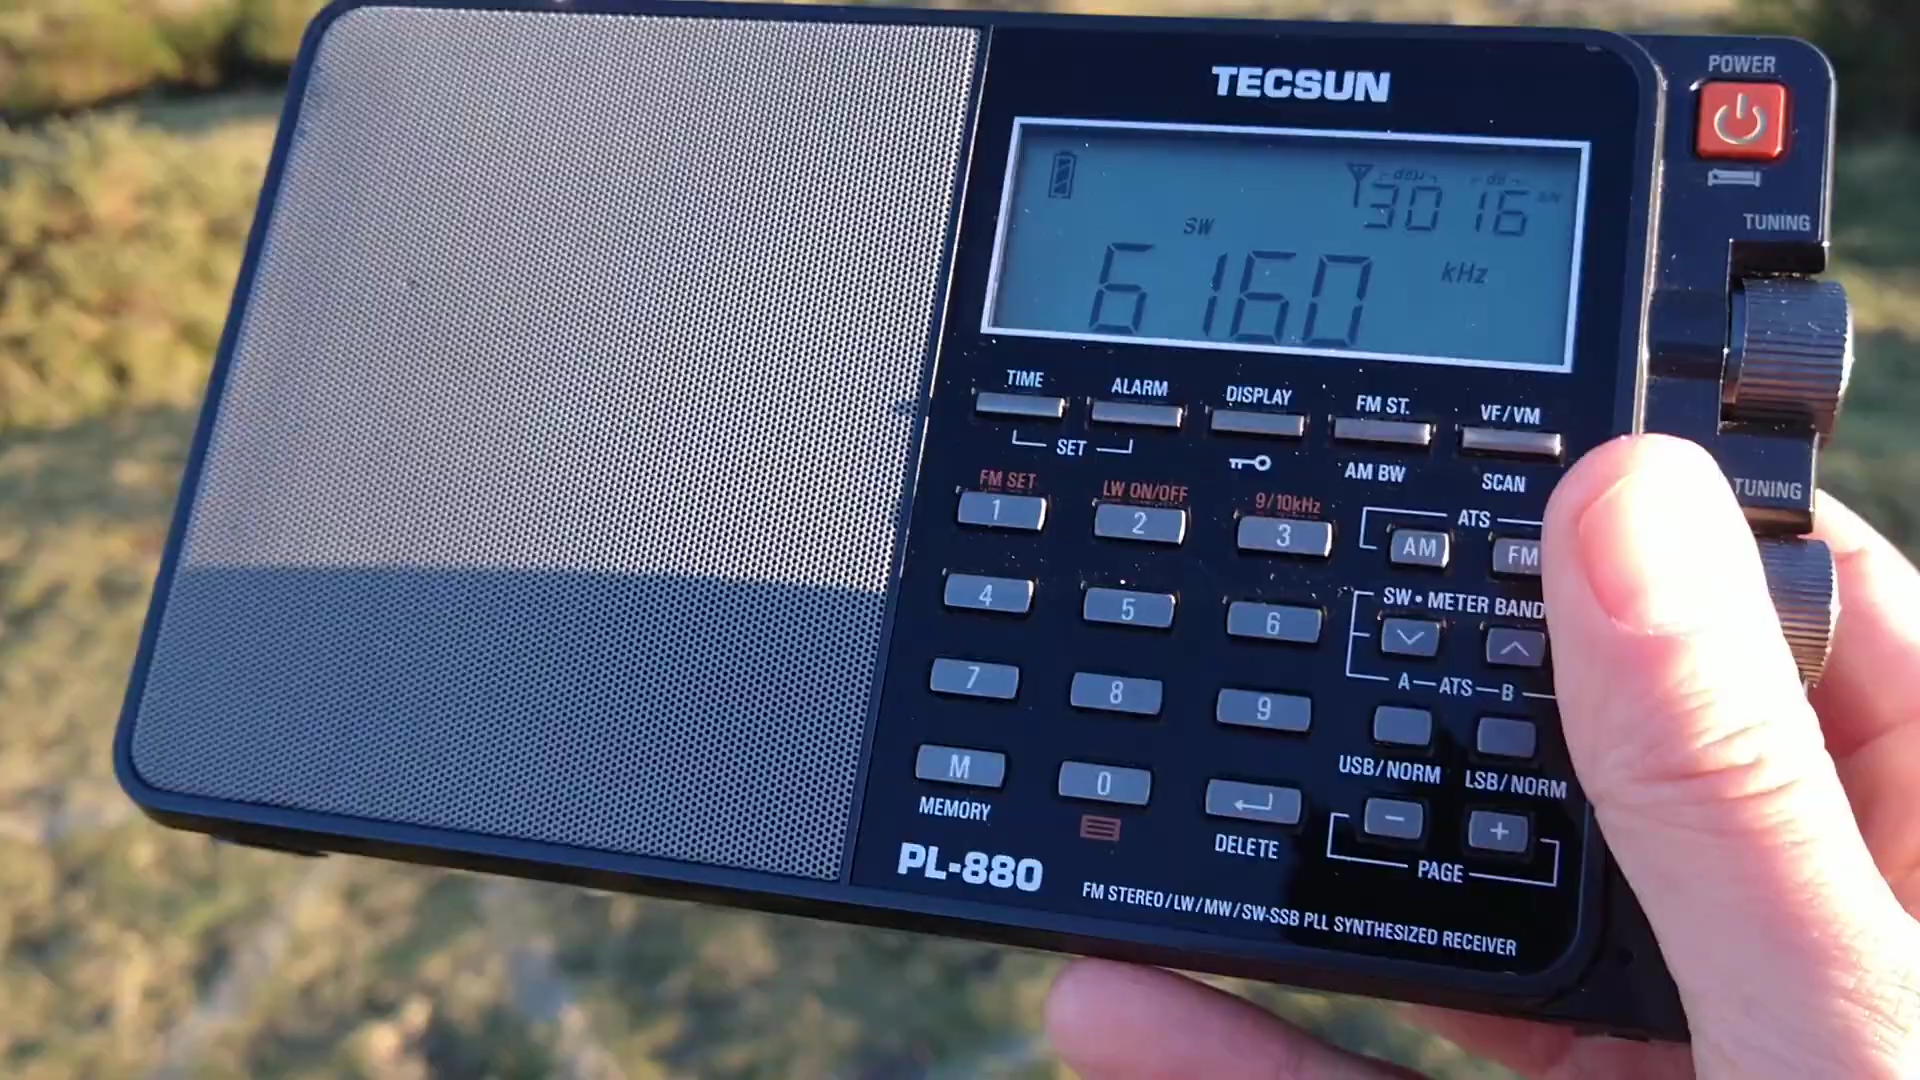 TECSUN
POWER
TUNING
dBμ dB
30 16 S/N
SW
6160 kHz
TIME ALARM DISPLAY FM ST. VF/VM
SET AM BW SCAN
FM SET LW ON/OFF 9/10kHz
1 2 3
ATS
AM FM
TUNING
4 5 6
SW • METER BAND
7 8 9
A ATS B
USB/NORM LSB/NORM
M 0
MEMORY DELETE
- +
PAGE
PL-880
FM STEREO/LW/MW/SW-SSB PLL SYNTHESIZED RECEIVER